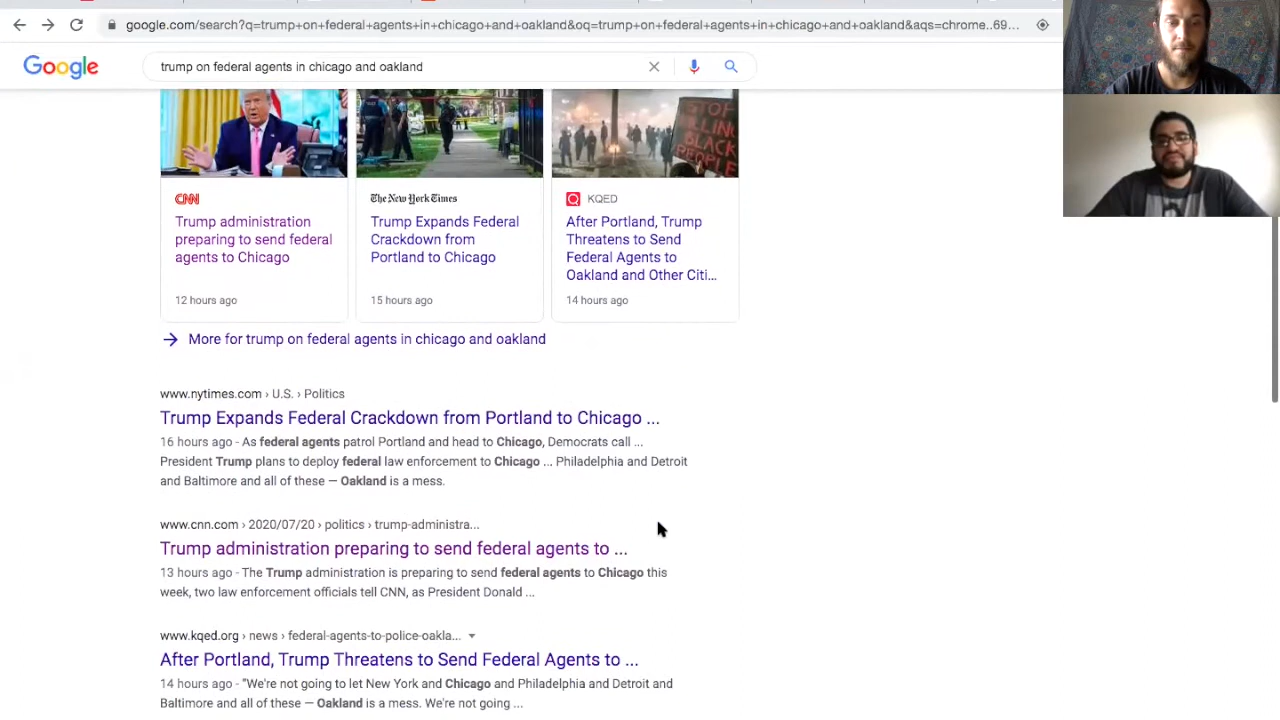 google.com/search?q=trump+on+federal+agents+in+chicago+and+oakland&oq=trump+on+federal+agents+in+chicago+and+oakland&aqs=chrome..69...
Google
trump on federal agents in chicago and oakland
STOP
KILLING
BLACK
PEOPLE
CNN
Trump administration
preparing to send federal
agents to Chicago
12 hours ago
The New York Times
Trump Expands Federal
Crackdown from
Portland to Chicago
15 hours ago
KQED
After Portland, Trump
Threatens to Send
Federal Agents to
Oakland and Other Citi...
14 hours ago
More for trump on federal agents in chicago and oakland
www.nytimes.com › U.S. › Politics
Trump Expands Federal Crackdown from Portland to Chicago ...
16 hours ago - As federal agents patrol Portland and head to Chicago, Democrats call ...
President Trump plans to deploy federal law enforcement to Chicago ... Philadelphia and Detroit
and Baltimore and all of these — Oakland is a mess.
www.cnn.com › 2020/07/20 › politics › trump-administra...
Trump administration preparing to send federal agents to ...
13 hours ago - The Trump administration is preparing to send federal agents to Chicago this
week, two law enforcement officials tell CNN, as President Donald ...
www.kqed.org › news › federal-agents-to-police-oakla...
After Portland, Trump Threatens to Send Federal Agents to ...
14 hours ago - "We're not going to let New York and Chicago and Philadelphia and Detroit and
Baltimore and all of these — Oakland is a mess. We're not going ...